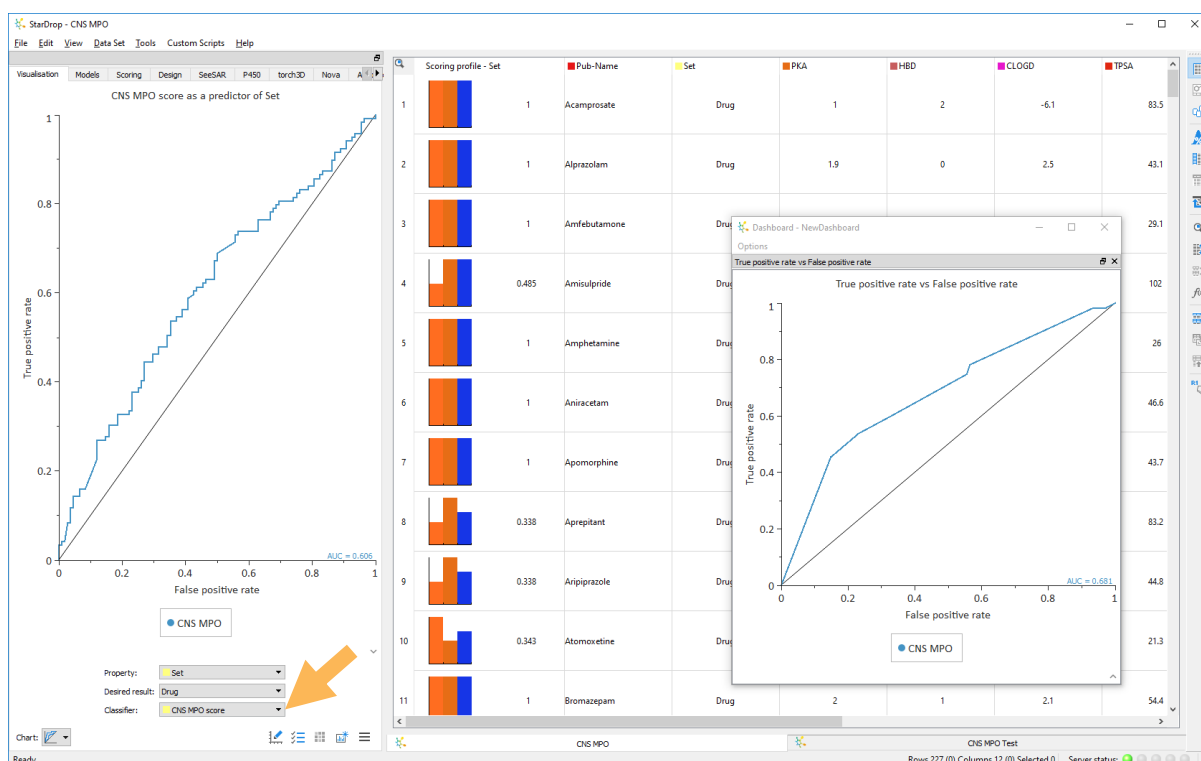 StarDrop - CNS MPO
File Edit View Data Set Tools Custom Scripts Help
Visualisation Models Scoring Design SeeSAR P450 torch3D Nova
CNS MPO score as a predictor of Set
True positive rate
1
0.8
0.6
0.4
0.2
0
0 0.2 0.4 0.6 0.8 1
AUC = 0.606
False positive rate
CNS MPO
Property: Set
Desired result: Drug
Classifier: CNS MPO score
Chart:
Scoring profile - Set Pub-Name Set PKA HBD CLOGD TPSA
1 1 Acamprosate Drug 1 2 -6.1 83.5
2 1 Alprazolam Drug 1.9 0 2.5 43.1
3 1 Amfebutamone 29.1
4 0.485 Amisulpride 102
5 1 Amphetamine 26
6 1 Aniracetam 46.6
7 1 Apomorphine 43.7
8 0.338 Aprepitant 83.2
9 0.338 Aripiprazole 44.8
10 0.343 Atomoxetine 21.3
11 1 Bromazepam Drug 2 1 2.1 54.4
Dashboard - NewDashboard
Options
True positive rate vs False positive rate
True positive rate vs False positive rate
True positive rate
1
0.8
0.6
0.4
0.2
0
0 0.2 0.4 0.6 0.8 1
AUC = 0.681
False positive rate
CNS MPO
CNS MPO CNS MPO Test
Ready
Rows 227 (0) Columns 12 (0) Selected 0 Server status: